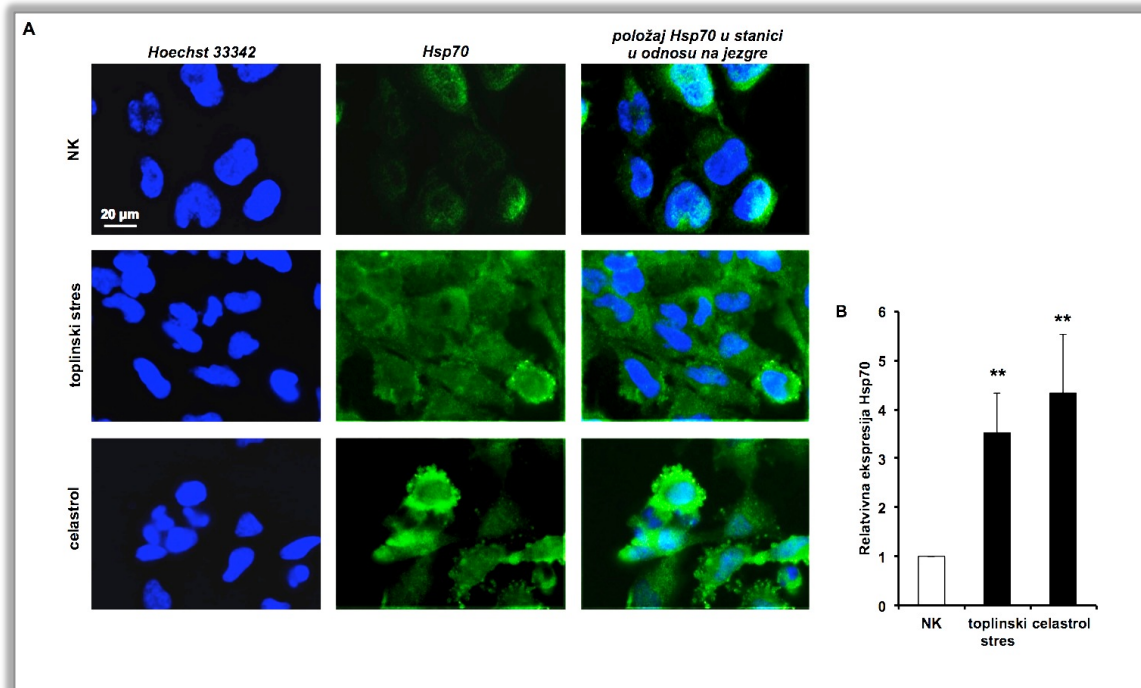 A
Hoechst 33342
Hsp70
položaj Hsp70 u stanici
u odnosu na jezgre
NK
20 µm
toplinski stres
celastrol
B
Relatvivna ekspresija Hsp70
6
5
4
3
2
1
0
**
**
NK
toplinski
stres
celastrol